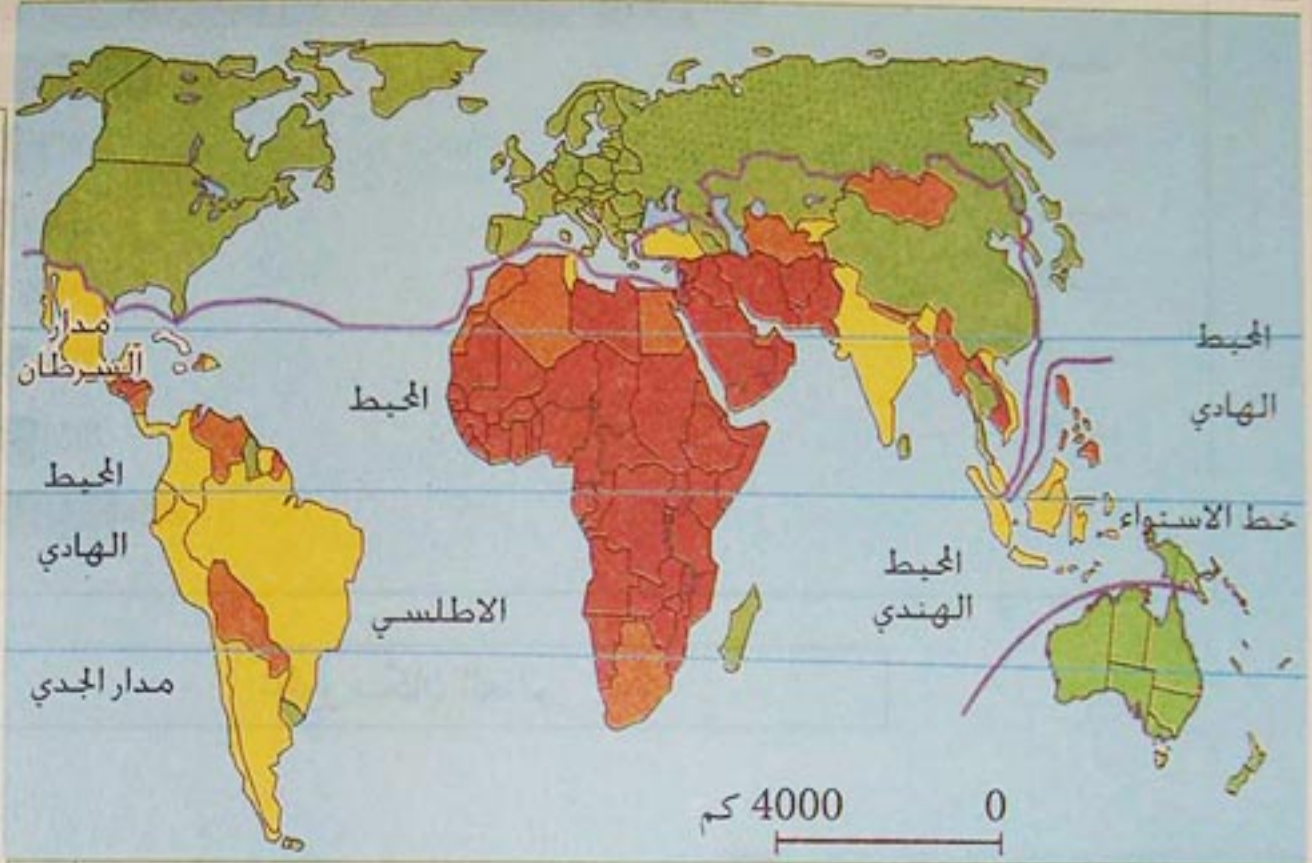 مدار
السرطان
المحيط
الهادي
المحيط
المحيط
الهادي
خط الاستواء
المحيط
الهندي
الاطلسي
مدار الجدي
4000 كم 0